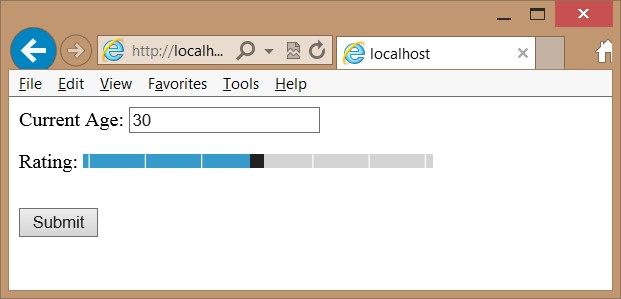 http://localh...
localhost
File Edit View Favorites Tools Help
Current Age: 30
Rating:
Submit